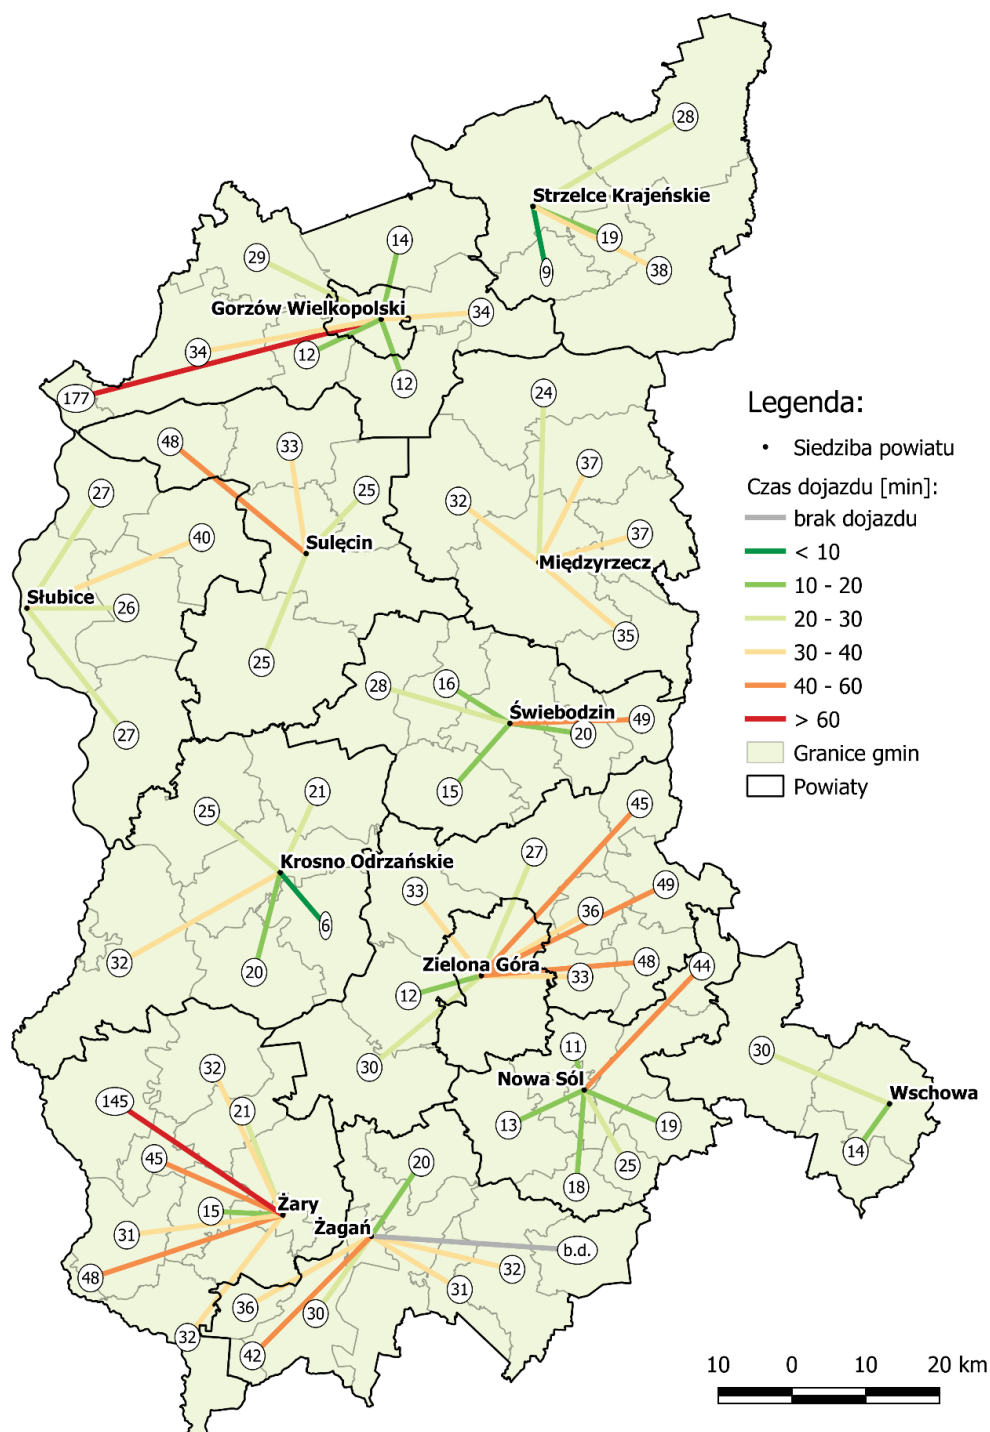 28
Strzelce Krajeńskie
19
9
38
14
29
Gorzów Wielkopolski
34
34
12
12
177
24
Legenda:
Siedziba powiatu
Czas dojazdu [min]:
brak dojazdu
< 10
10 - 20
20 - 30
30 - 40
40 - 60
> 60
Granice gmin
Powiaty
48
33
25
Sulęcin
25
37
32
37
Międzyrzecz
35
27
40
Słubice
26
27
28
16
Świebodzin
49
20
15
25
21
Krosno Odrzańskie
6
32
20
45
27
33
36
49
Zielona Góra
48
33
12
30
44
11
Nowa Sól
13
19
25
18
30
Wschowa
14
32
145
21
45
15
Żary
31
48
32
20
Żagań
b.d.
32
31
36
30
42
10 0 10 20 km